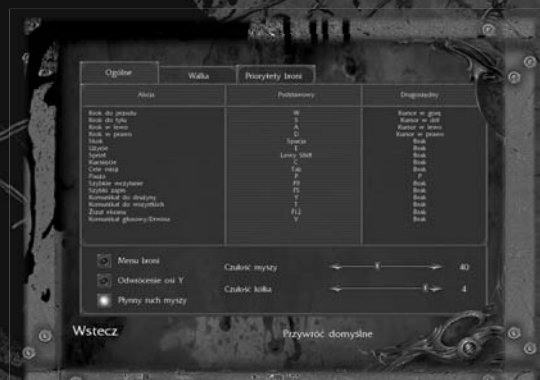 Ogólne Walka Priorytety broni
Akcja Podstawowy Drugorzędny
Krok do przodu W Kursor w górę
Krok do tyłu S Kursor w dół
Krok w lewo A Kursor w lewo
Krok w prawo D Kursor w prawo
Skok Spacja Brak
Użycie E Brak
Sprint Lewy Shift Brak
Kucnięcie C Brak
Cele misji Tab Brak
Pauza P P
Szybkie wczytanie F9 Brak
Szybki zapis F5 Brak
Komunikat do drużyny Y Brak
Komunikat do wszystkich T Brak
Zrzut ekranu F12 Brak
Komunikat głosowy/Drwina V Brak
Menu broni
Odwrócenie osi Y
Płynny ruch myszy
Czułość myszy 40
Czułość kółka 4
Wstecz Przywróć domyślne